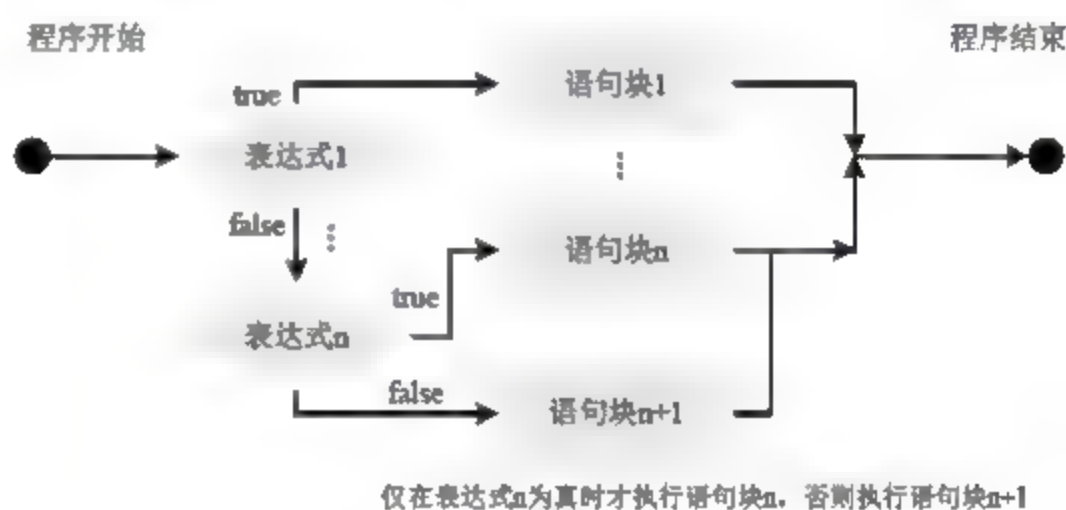 程序开始
程序结束
true
语句块1
表达式1
⋮
false
⋮
语句块n
true
表达式n
false
语句块n+1
仅在表达式n为真时才执行语句块n，否则执行语句块n+1